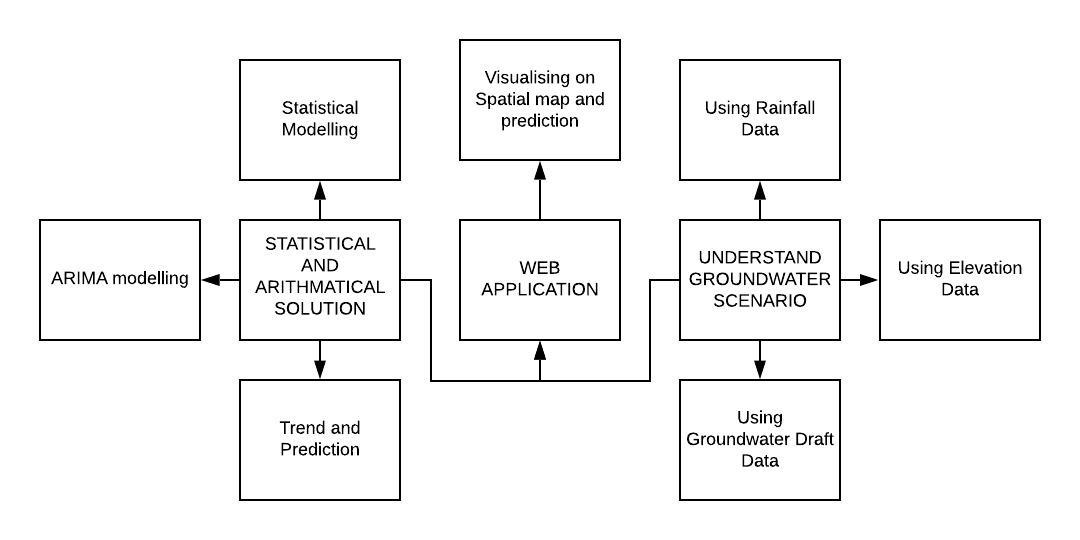 Visualising on
Spatial map and
prediction
Statistical
Modelling
Using Rainfall
Data
ARIMA modelling
STATISTICAL
AND
ARITHMATICAL
SOLUTION
WEB
APPLICATION
UNDERSTAND
GROUNDWATER
SCENARIO
Using Elevation
Data
Trend and
Prediction
Using
Groundwater Draft
Data